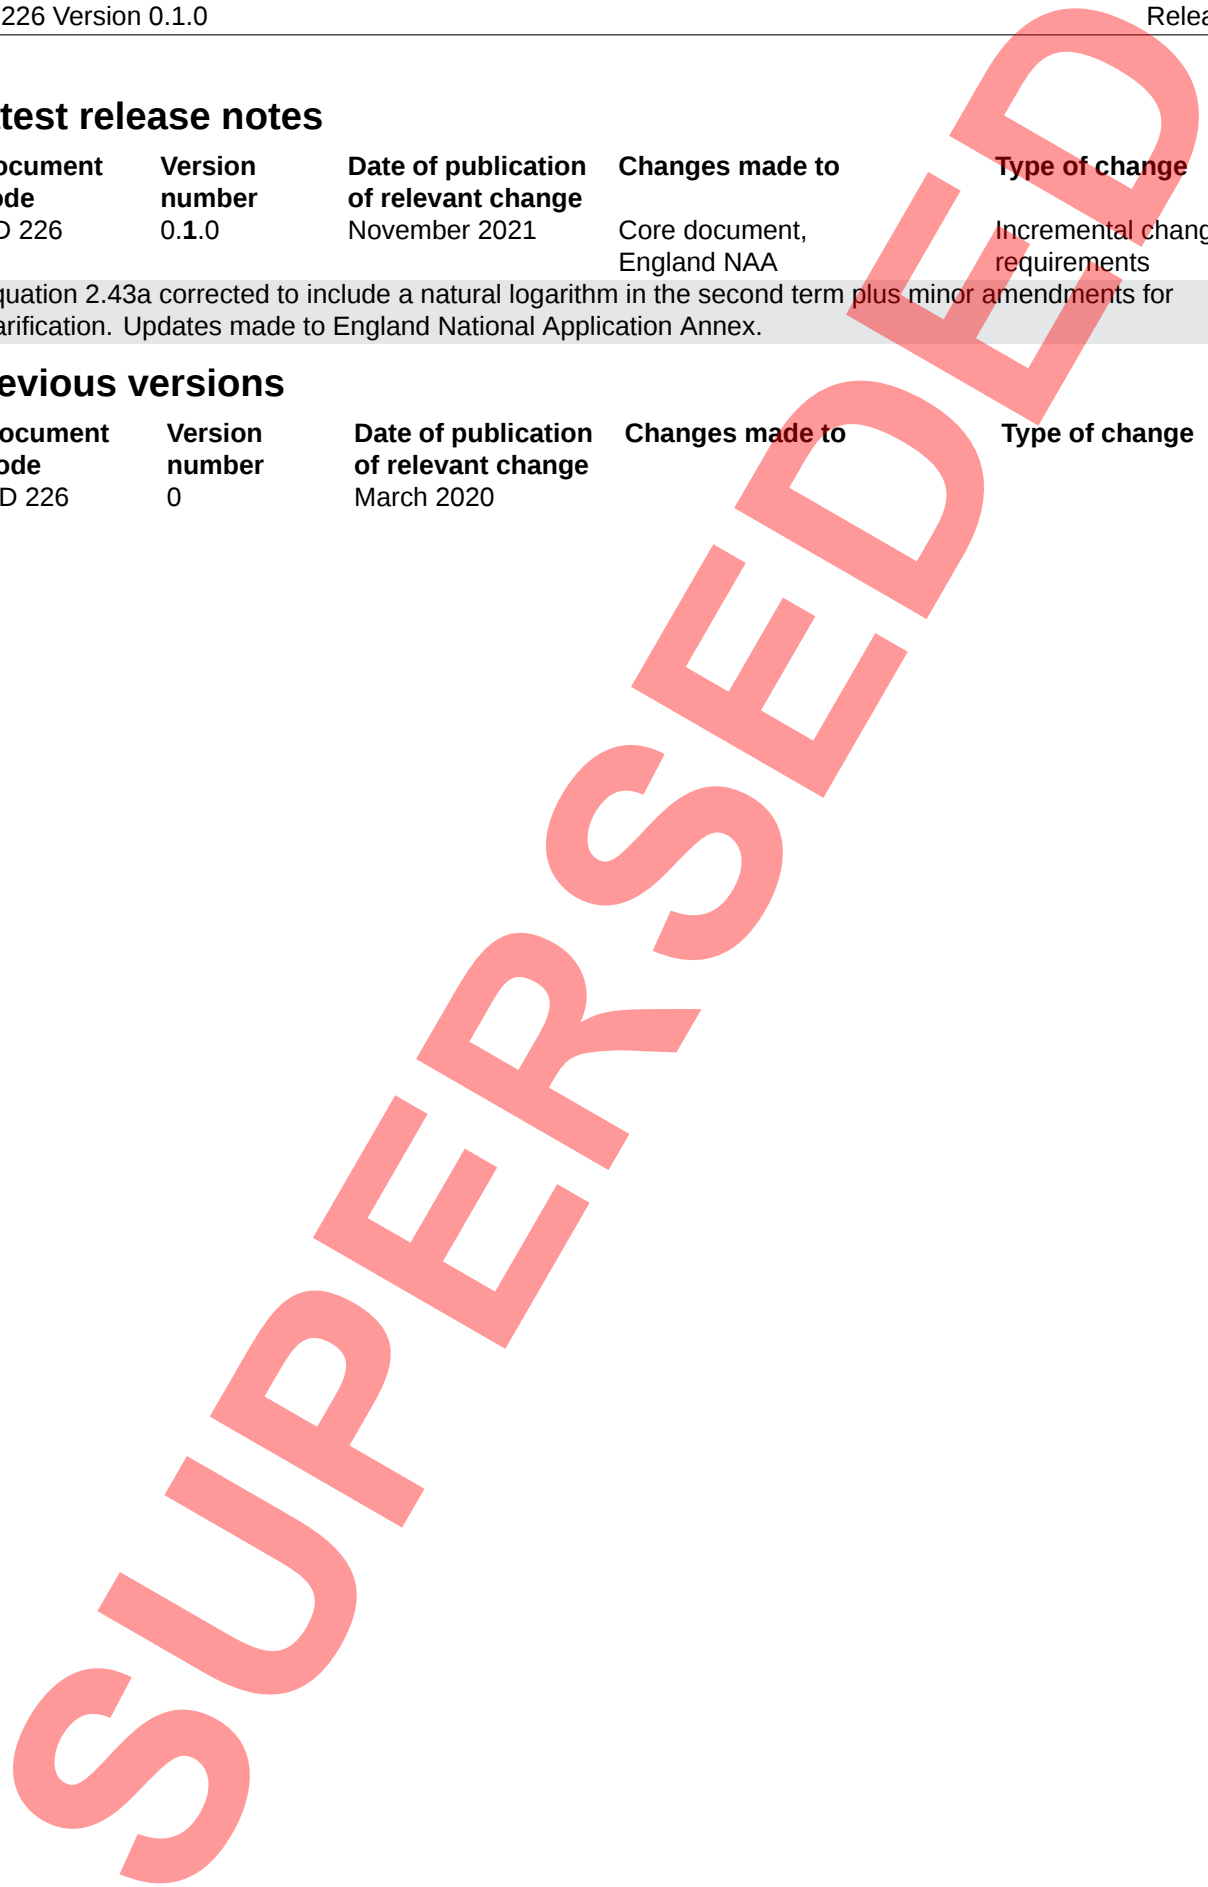 226 Version 0.1.0 Relea
test release notes
ocument Version Date of publication Changes made to Type of change
ode number of relevant change
D 226 0.1.0 November 2021 Core document, Incremental chang
England NAA requirements
quation 2.43a corrected to include a natural logarithm in the second term plus minor amendments for
arification. Updates made to England National Application Annex.
evious versions
ocument Version Date of publication Changes made to Type of change
ode number of relevant change
D 226 0 March 2020
SUPERSEDED